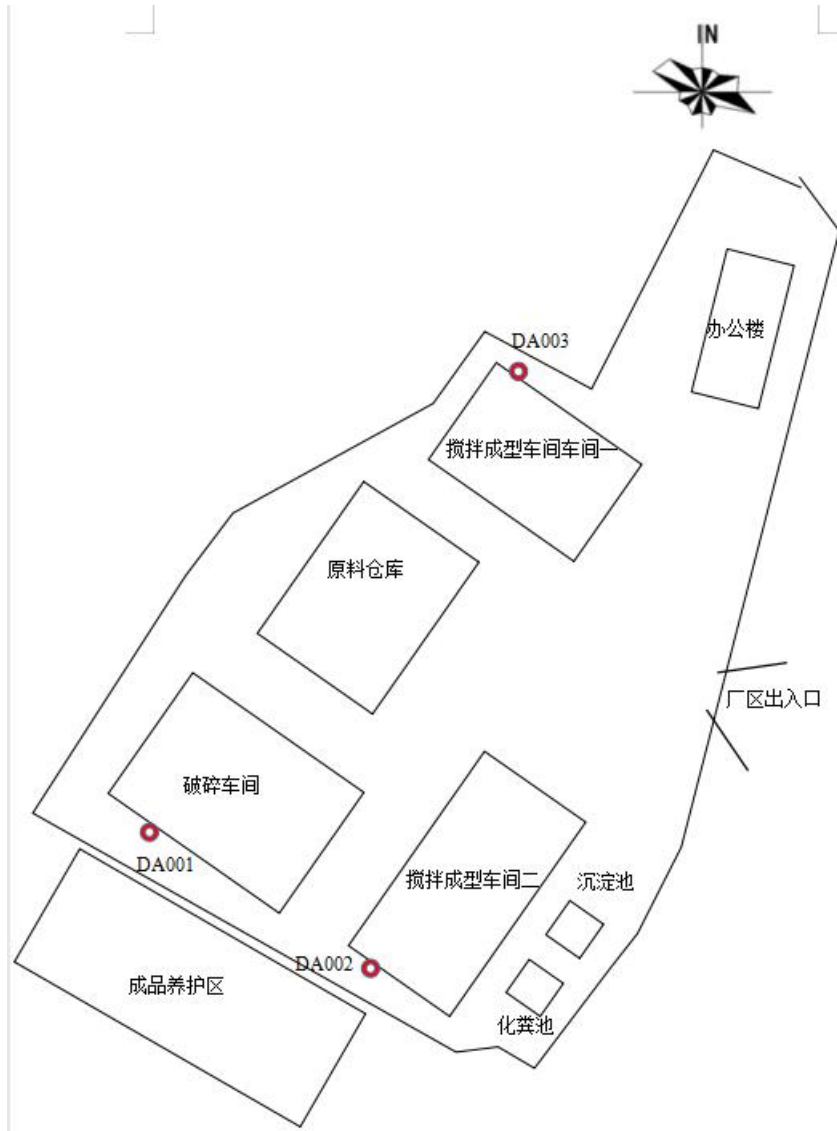 IN
DA003
办公楼
搅拌成型车间车间一
原料仓库
厂区出入口
破碎车间
DA001
搅拌成型车间二
沉淀池
DA002
成品养护区
化粪池